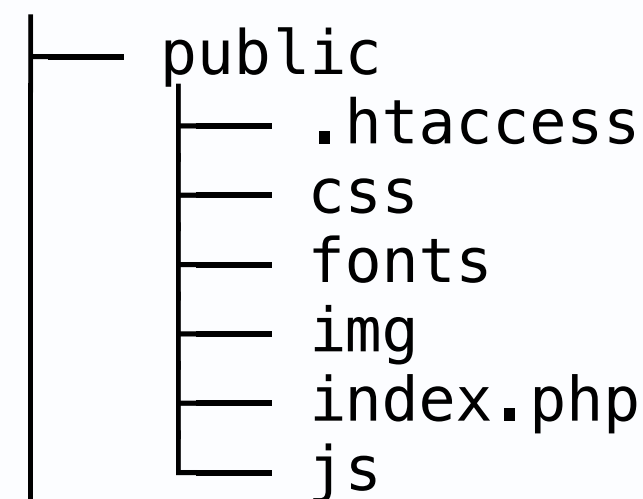 public
.htaccess
css
fonts
img
index.php
js